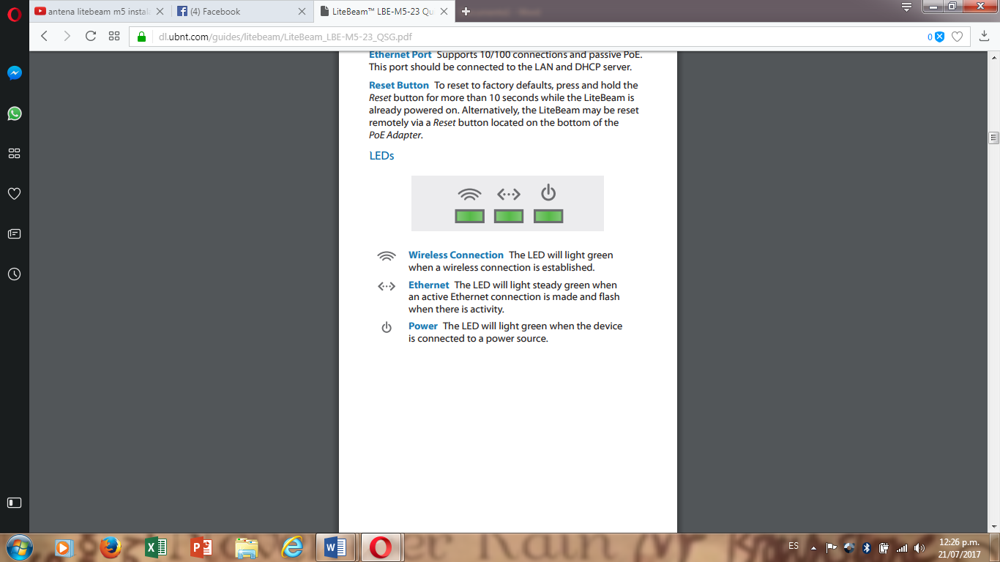 antena litebeam m5 instal
(4) Facebook
LiteBeam™ LBE-M5-23 Qu
dl.ubnt.com/guides/litebeam/LiteBeam_LBE-M5-23_QSG.pdf
0
Ethernet Port Supports 10/100 connections and passive PoE.
This port should be connected to the LAN and DHCP server.
Reset Button To reset to factory defaults, press and hold the
Reset button for more than 10 seconds while the LiteBeam is
already powered on. Alternatively, the LiteBeam may be reset
remotely via a Reset button located on the bottom of the
PoE Adapter.
LEDs
Wireless Connection The LED will light green
when a wireless connection is established.
Ethernet The LED will light steady green when
an active Ethernet connection is made and flash
when there is activity.
Power The LED will light green when the device
is connected to a power source.
ES
12:26 p.m.
21/07/2017